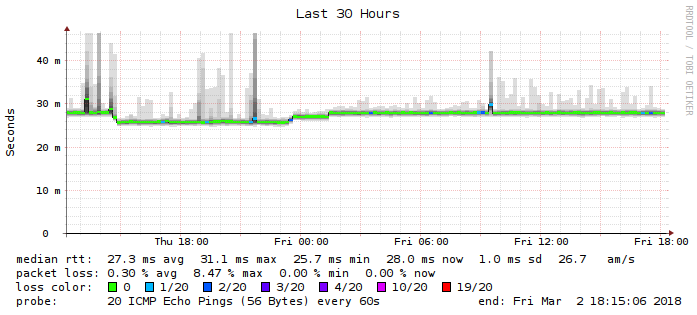 Last 30 Hours
RRDTOOL / TOBI OETIKER
Seconds
40 m
30 m
20 m
10 m
0
Thu 18:00 Fri 00:00 Fri 06:00 Fri 12:00 Fri 18:00
median rtt: 27.3 ms avg 31.1 ms max 25.7 ms min 28.0 ms now 1.0 ms sd 26.7 am/s
packet loss: 0.30 % avg 8.47 % max 0.00 % min 0.00 % now
loss color: 0 1/20 2/20 3/20 4/20 10/20 19/20
probe: 20 ICMP Echo Pings (56 Bytes) every 60s end: Fri Mar 2 18:15:06 2018